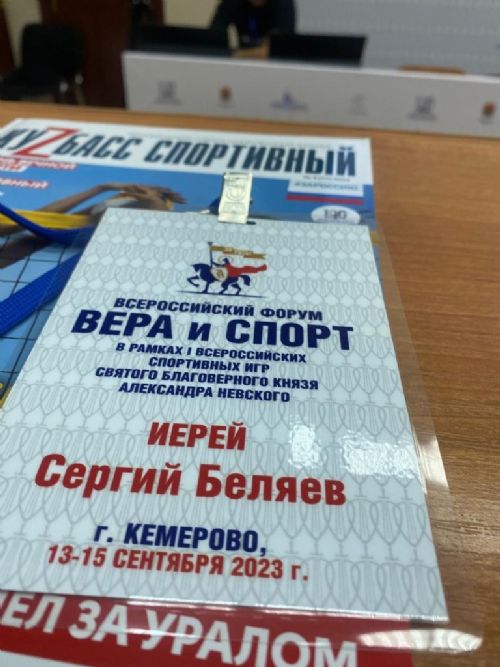 КУZБАСС СПОРТИВНЫЙ
#ZAРОССИЮ
ВСЕРОССИЙСКИЙ ФОРУМ
ВЕРА и СПОРТ
В РАМКАХ I ВСЕРОССИЙСКИХ
СПОРТИВНЫХ ИГР
СВЯТОГО БЛАГОВЕРНОГО КНЯЗЯ
АЛЕКСАНДРА НЕВСКОГО
ИЕРЕЙ
Сергий Беляев
г. КЕМЕРОВО,
13-15 СЕНТЯБРЯ 2023 г.
ЗА УРАЛОМ